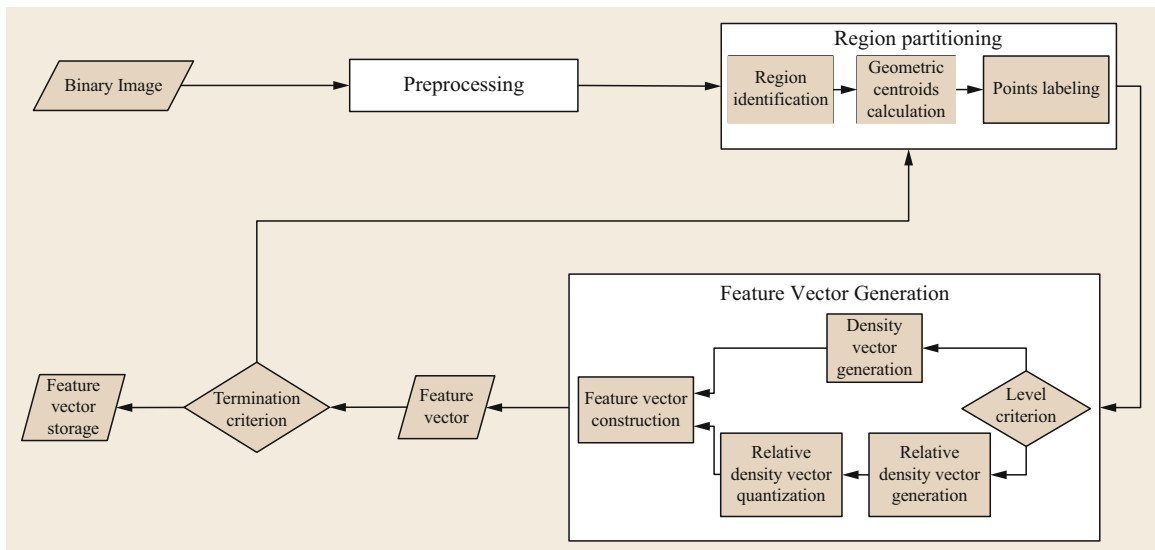 Region partitioning
Binary Image
Preprocessing
Region
identification
Geometric
centroids
calculation
Points labeling
Feature Vector Generation
Density
vector
generation
Level
criterion
Relative
density vector
generation
Relative
density vector
quantization
Feature vector
construction
Feature
vector
Termination
criterion
Feature
vector
storage